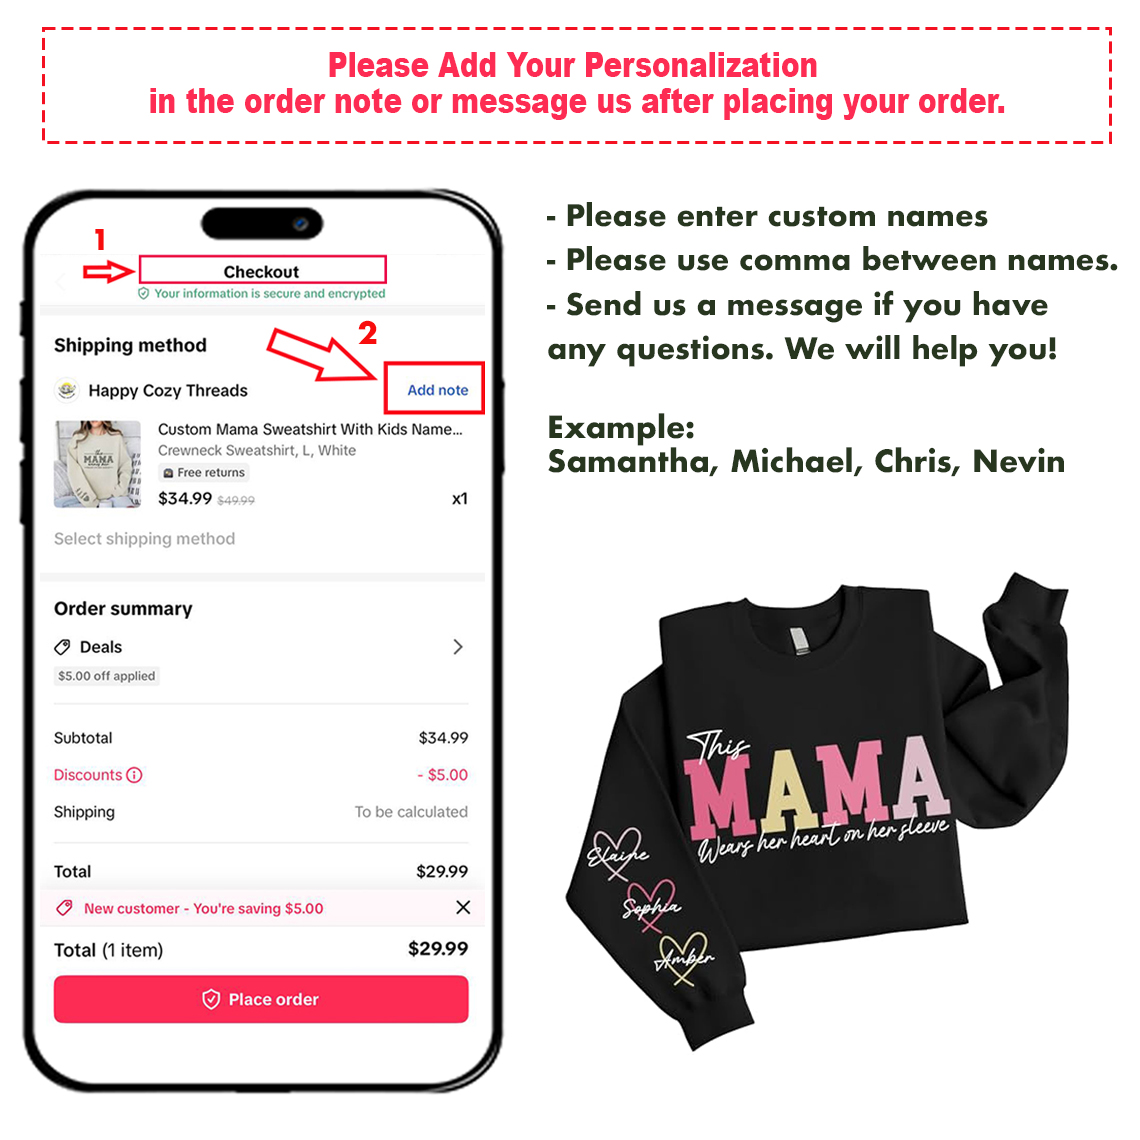 Please Add Your Personalization
in the order note or message us after placing your order.
1
Checkout
Your information is secure and encrypted
2
Shipping method
Happy Cozy Threads
Add note
Custom Mama Sweatshirt With Kids Name...
Crewneck Sweatshirt, L, White
Free returns
$34.99 $49.99
x1
MAMA
Select shipping method
Order summary
Deals
$5.00 off applied
Subtotal
$34.99
Discounts
- $5.00
Shipping
To be calculated
Total
$29.99
New customer - You're saving $5.00
Total (1 item)
$29.99
Place order
- Please enter custom names
- Please use comma between names.
- Send us a message if you have
any questions. We will help you!
Example:
Samantha, Michael, Chris, Nevin
This
MAMA
Wears her heart on her sleeve
Elaine
Sophia
Amber